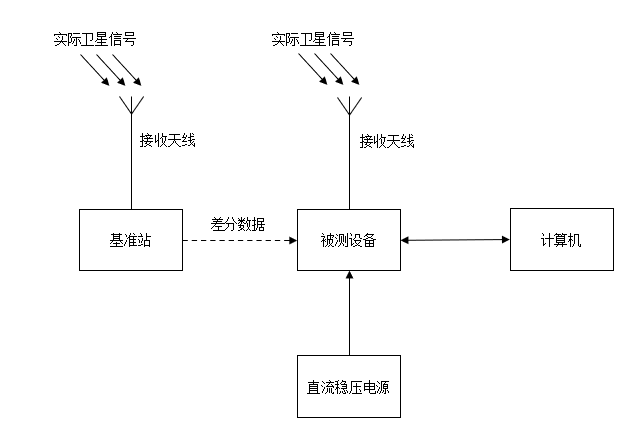 实际卫星信号
实际卫星信号
接收天线
接收天线
差分数据
基准站
被测设备
计算机
直流稳压电源